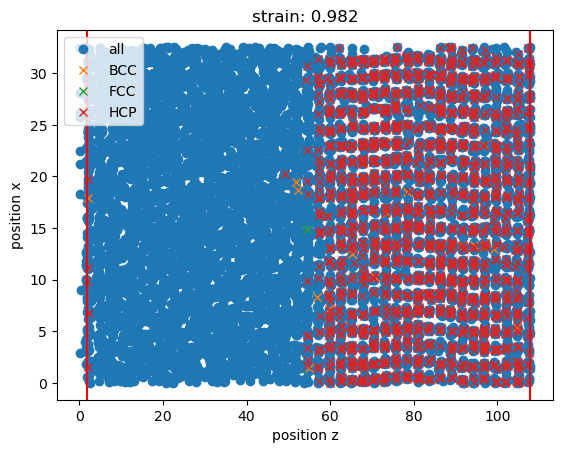 strain: 0.982
all
BCC
FCC
HCP
position x
30
25
20
15
10
5
0
0 20 40 60 80 100
position z